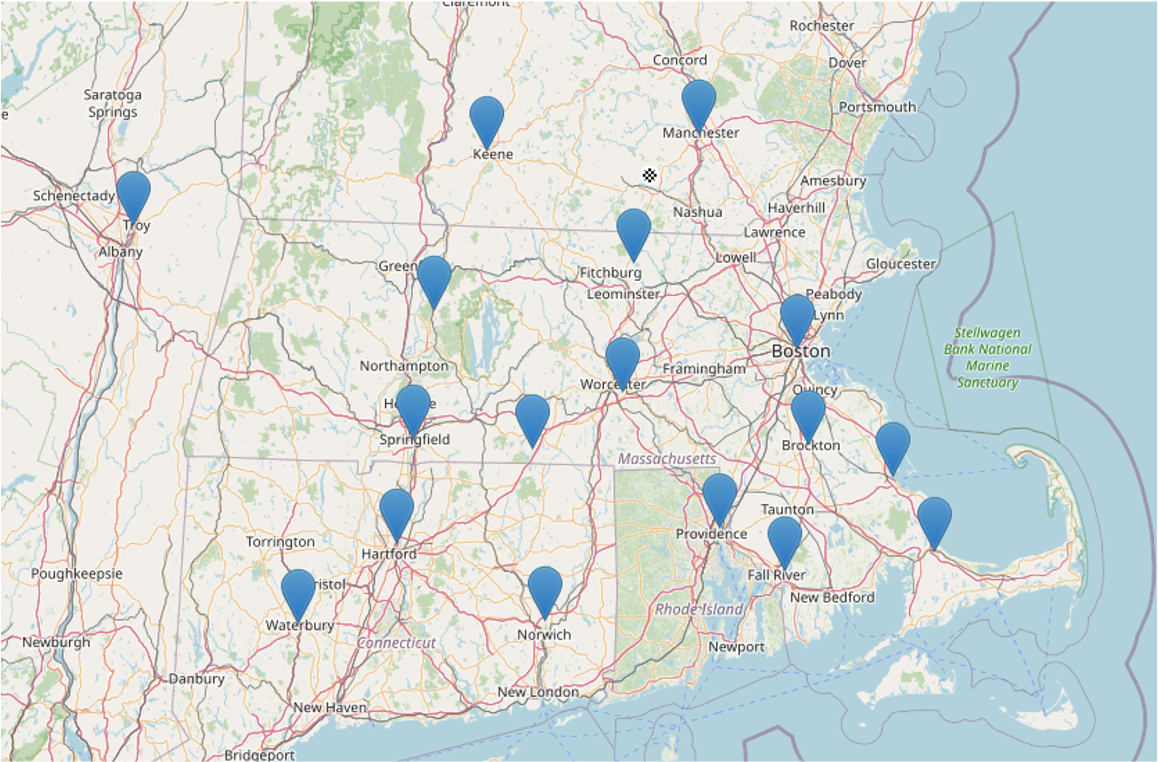 Claremont
Rochester
Concord
Dover
Saratoga
Springs
e
Portsmouth
Manchester
Keene
Amesbury
Schenectady
Haverhill
Nashua
Troy
Lawrence
Albany
Lowell
Gloucester
Green
Fitchburg
Leominster
Peabody
Lynn
Stellwagen
Bank National
Marine
Sanctuary
Boston
Northampton
Framingham
Worcester
Quincy
Springfield
Brockton
Massachusetts
Taunton
Providence
Torrington
Hartford
Poughkeepsie
Fall River
ristol
New Bedford
Rhode Island
Waterbury
Norwich
Newburgh
Connecticut
Newport
Danbury
New London
New Haven
Bridgeport